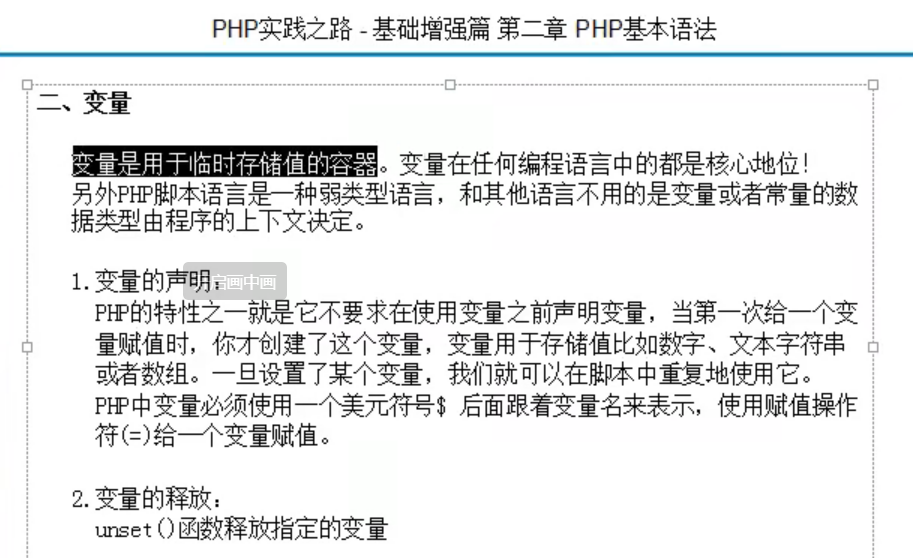 PHP实践之路 - 基础增强篇 第二章 PHP基本语法
二、变量
变量是用于临时存储值的容器。变量在任何编程语言中的都是核心地位!
另外PHP脚本语言是一种弱类型语言，和其他语言不用的是变量或者常量的数
据类型由程序的上下文决定。
1.变量的声明:
启画中画
PHP的特性之一就是它不要求在使用变量之前声明变量，当第一次给一个变
量赋值时，你才创建了这个变量，变量用于存储值比如数字、文本字符串
或者数组。一旦设置了某个变量，我们就可以在脚本中重复地使用它。
PHP中变量必须使用一个美元符号$ 后面跟着变量名来表示，使用赋值操作
符(=)给一个变量赋值。
2.变量的释放:
unset()函数释放指定的变量